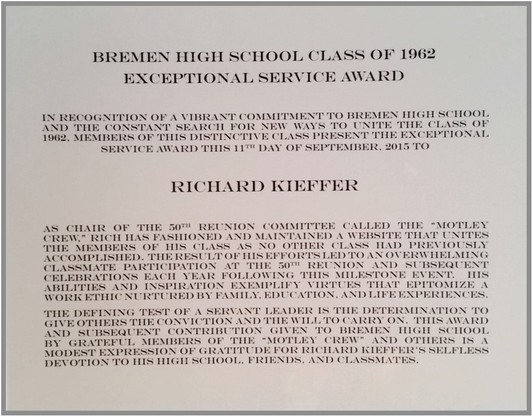 BREMEN HIGH SCHOOL CLASS OF 1962
EXCEPTIONAL SERVICE AWARD
IN RECOGNITION OF A VIBRANT COMMITMENT TO BREMEN HIGH SCHOOL
AND THE CONSTANT SEARCH FOR NEW WAYS TO UNITE THE CLASS OF
1962, MEMBERS OF THIS DISTINCTIVE CLASS PRESENT THE EXCEPTIONAL
SERVICE AWARD THIS 11TH DAY OF SEPTEMBER, 2015 TO
RICHARD KIEFFER
AS CHAIR OF THE 50TH REUNION COMMITTEE CALLED THE "MOTLEY
CREW," RICH HAS FASHIONED AND MAINTAINED A WEBSITE THAT UNITES
THE MEMBERS OF HIS CLASS AS NO OTHER CLASS HAD PREVIOUSLY
ACCOMPLISHED. THE RESULT OF HIS EFFORTS LED TO AN OVERWHELMING
CLASSMATE PARTICIPATION AT THE 50TH REUNION AND SUBSEQUENT
CELEBRATIONS EACH YEAR FOLLOWING THIS MILESTONE EVENT. HIS
ABILITIES AND INSPIRATION EXEMPLIFY VIRTUES THAT EPITOMIZE A
WORK ETHIC NURTURED BY FAMILY, EDUCATION, AND LIFE EXPERIENCES.
THE DEFINING TEST OF A SERVANT LEADER IS THE DETERMINATION TO
GIVE OTHERS THE CONVICTION AND THE WILL TO CARRY ON. THIS AWARD
AND SUBSEQUENT CONTRIBUTION GIVEN TO BREMEN HIGH SCHOOL
BY GRATEFUL MEMBERS OF THE "MOTLEY CREW" AND OTHERS IS A
MODEST EXPRESSION OF GRATITUDE FOR RICHARD KIEFFER'S SELFLESS
DEVOTION TO HIS HIGH SCHOOL, FRIENDS, AND CLASSMATES.